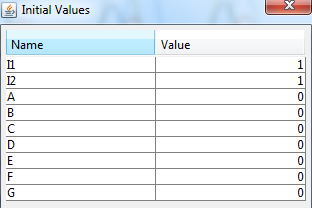 Initial Values
Name Value
I1 1
I2 1
A 0
B 0
C 0
D 0
E 0
F 0
G 0